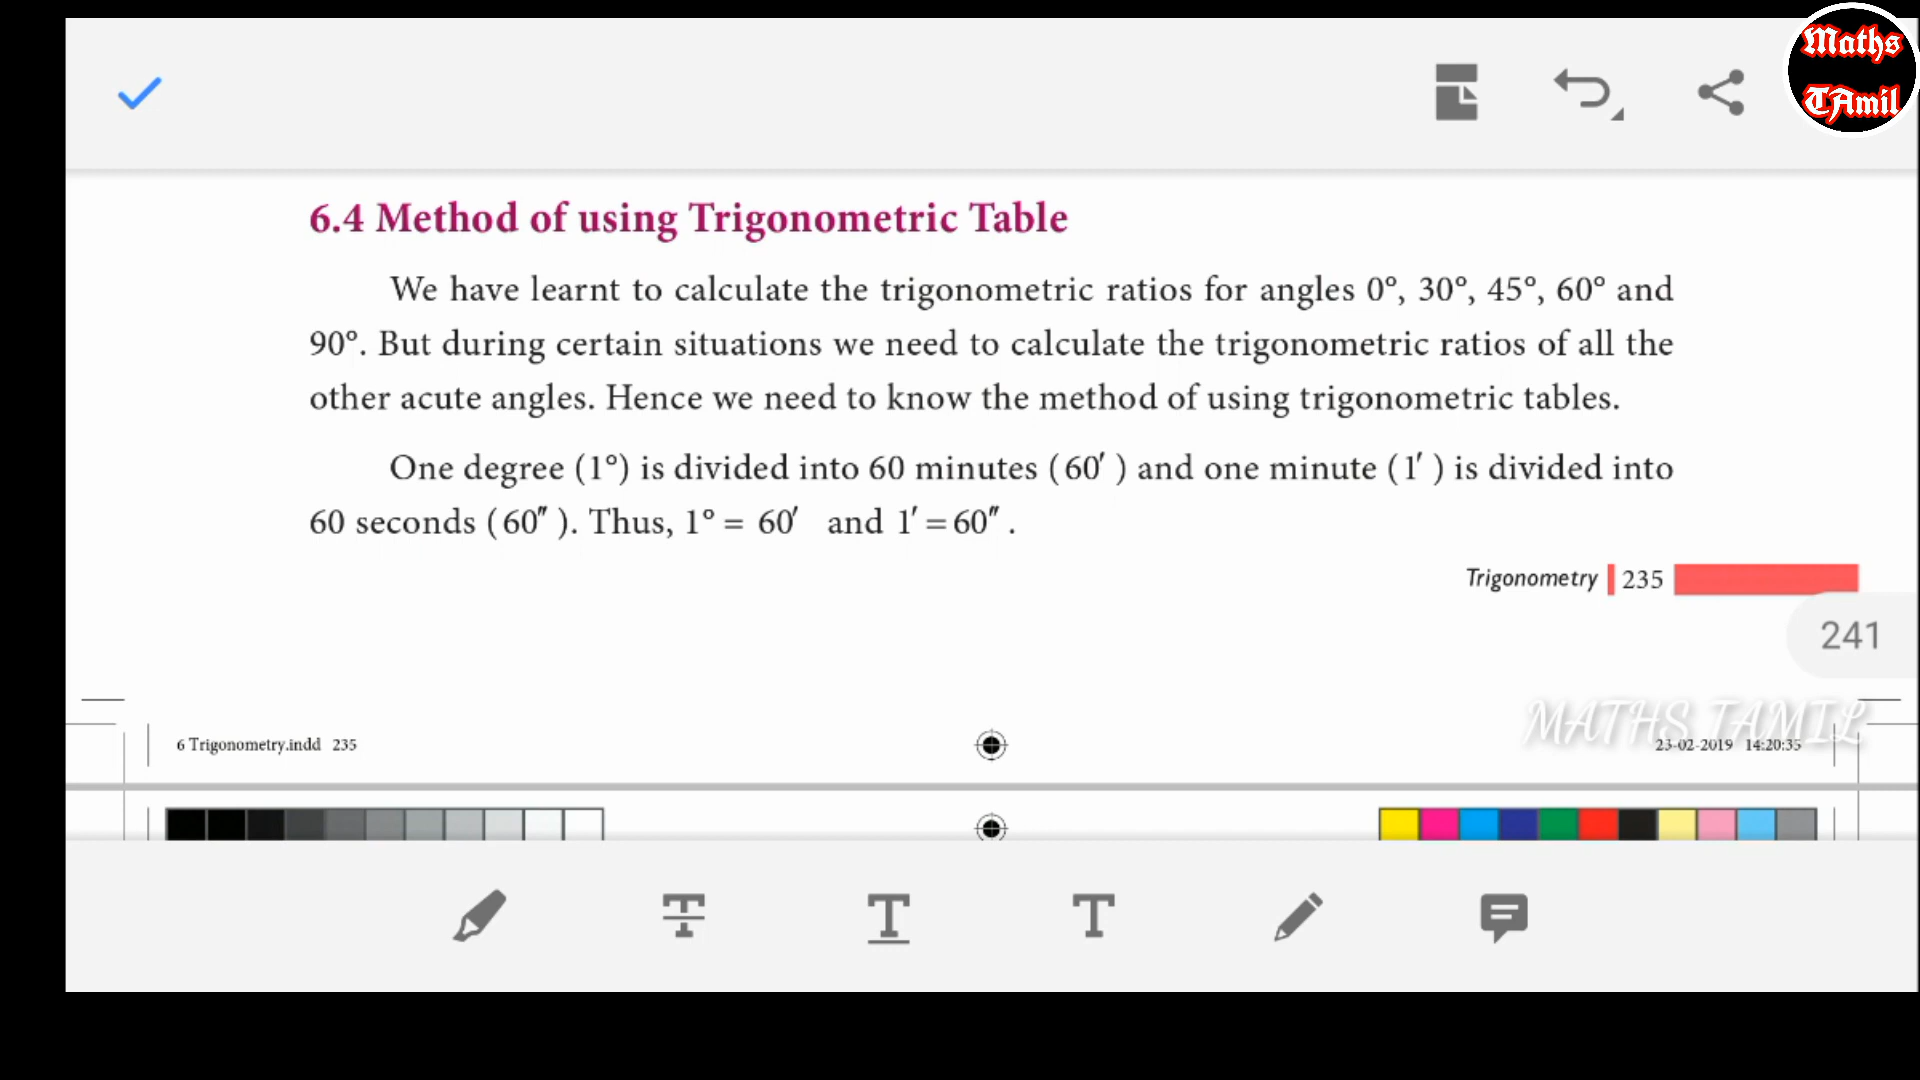 Maths
TAmil
6.4 Method of using Trigonometric Table
We have learnt to calculate the trigonometric ratios for angles 0°, 30°, 45°, 60° and
90°. But during certain situations we need to calculate the trigonometric ratios of all the
other acute angles. Hence we need to know the method of using trigonometric tables.
One degree (1°) is divided into 60 minutes (60′ ) and one minute (1′ ) is divided into
60 seconds (60″ ). Thus, 1° = 60′ and 1′ = 60″ .
Trigonometry 235
241
MATHS TAMIL
6 Trigonometry.indd 235
23-02-2019 14:20:35